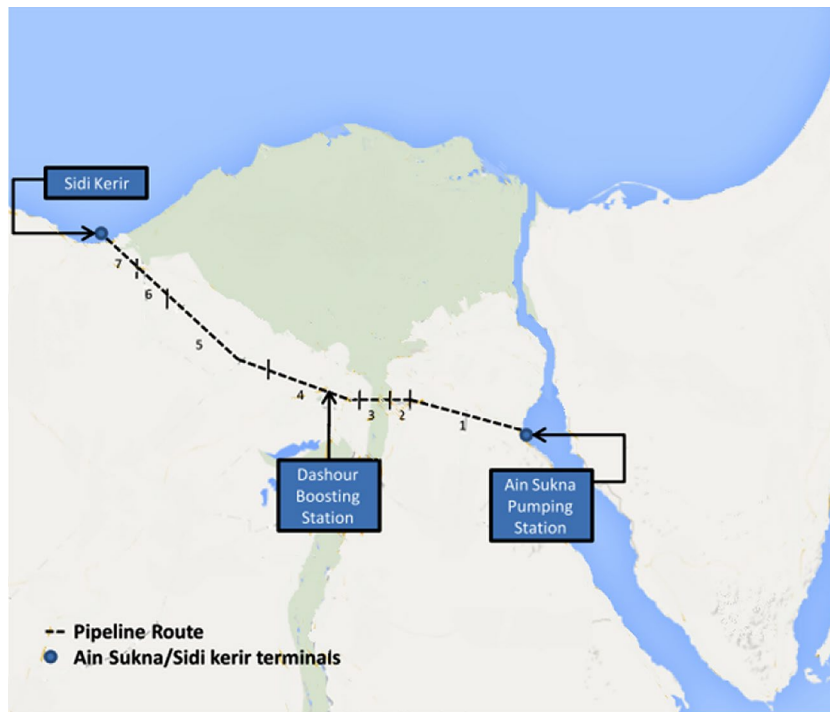 Sidi Kerir
7
6
5
4
3
2
1
Dashour
Boosting
Station
Ain Sukna
Pumping
Station
Pipeline Route
Ain Sukna/Sidi kerir terminals